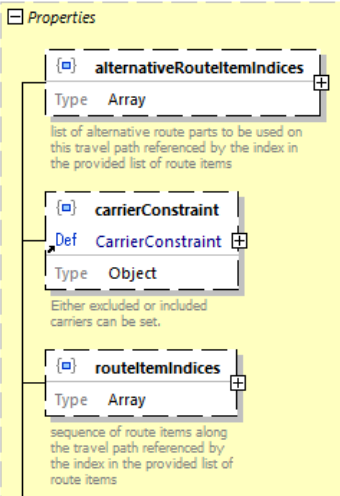 Properties
alternativeRouteItemIndices
Type Array
list of alternative route parts to be used on
this travel path referenced by the index in
the provided list of route items
carrierConstraint
Def CarrierConstraint
Type Object
Either excluded or included
carriers can be set.
routeItemIndices
Type Array
sequence of route items along
the travel path referenced by
the index in the provided list of
route items